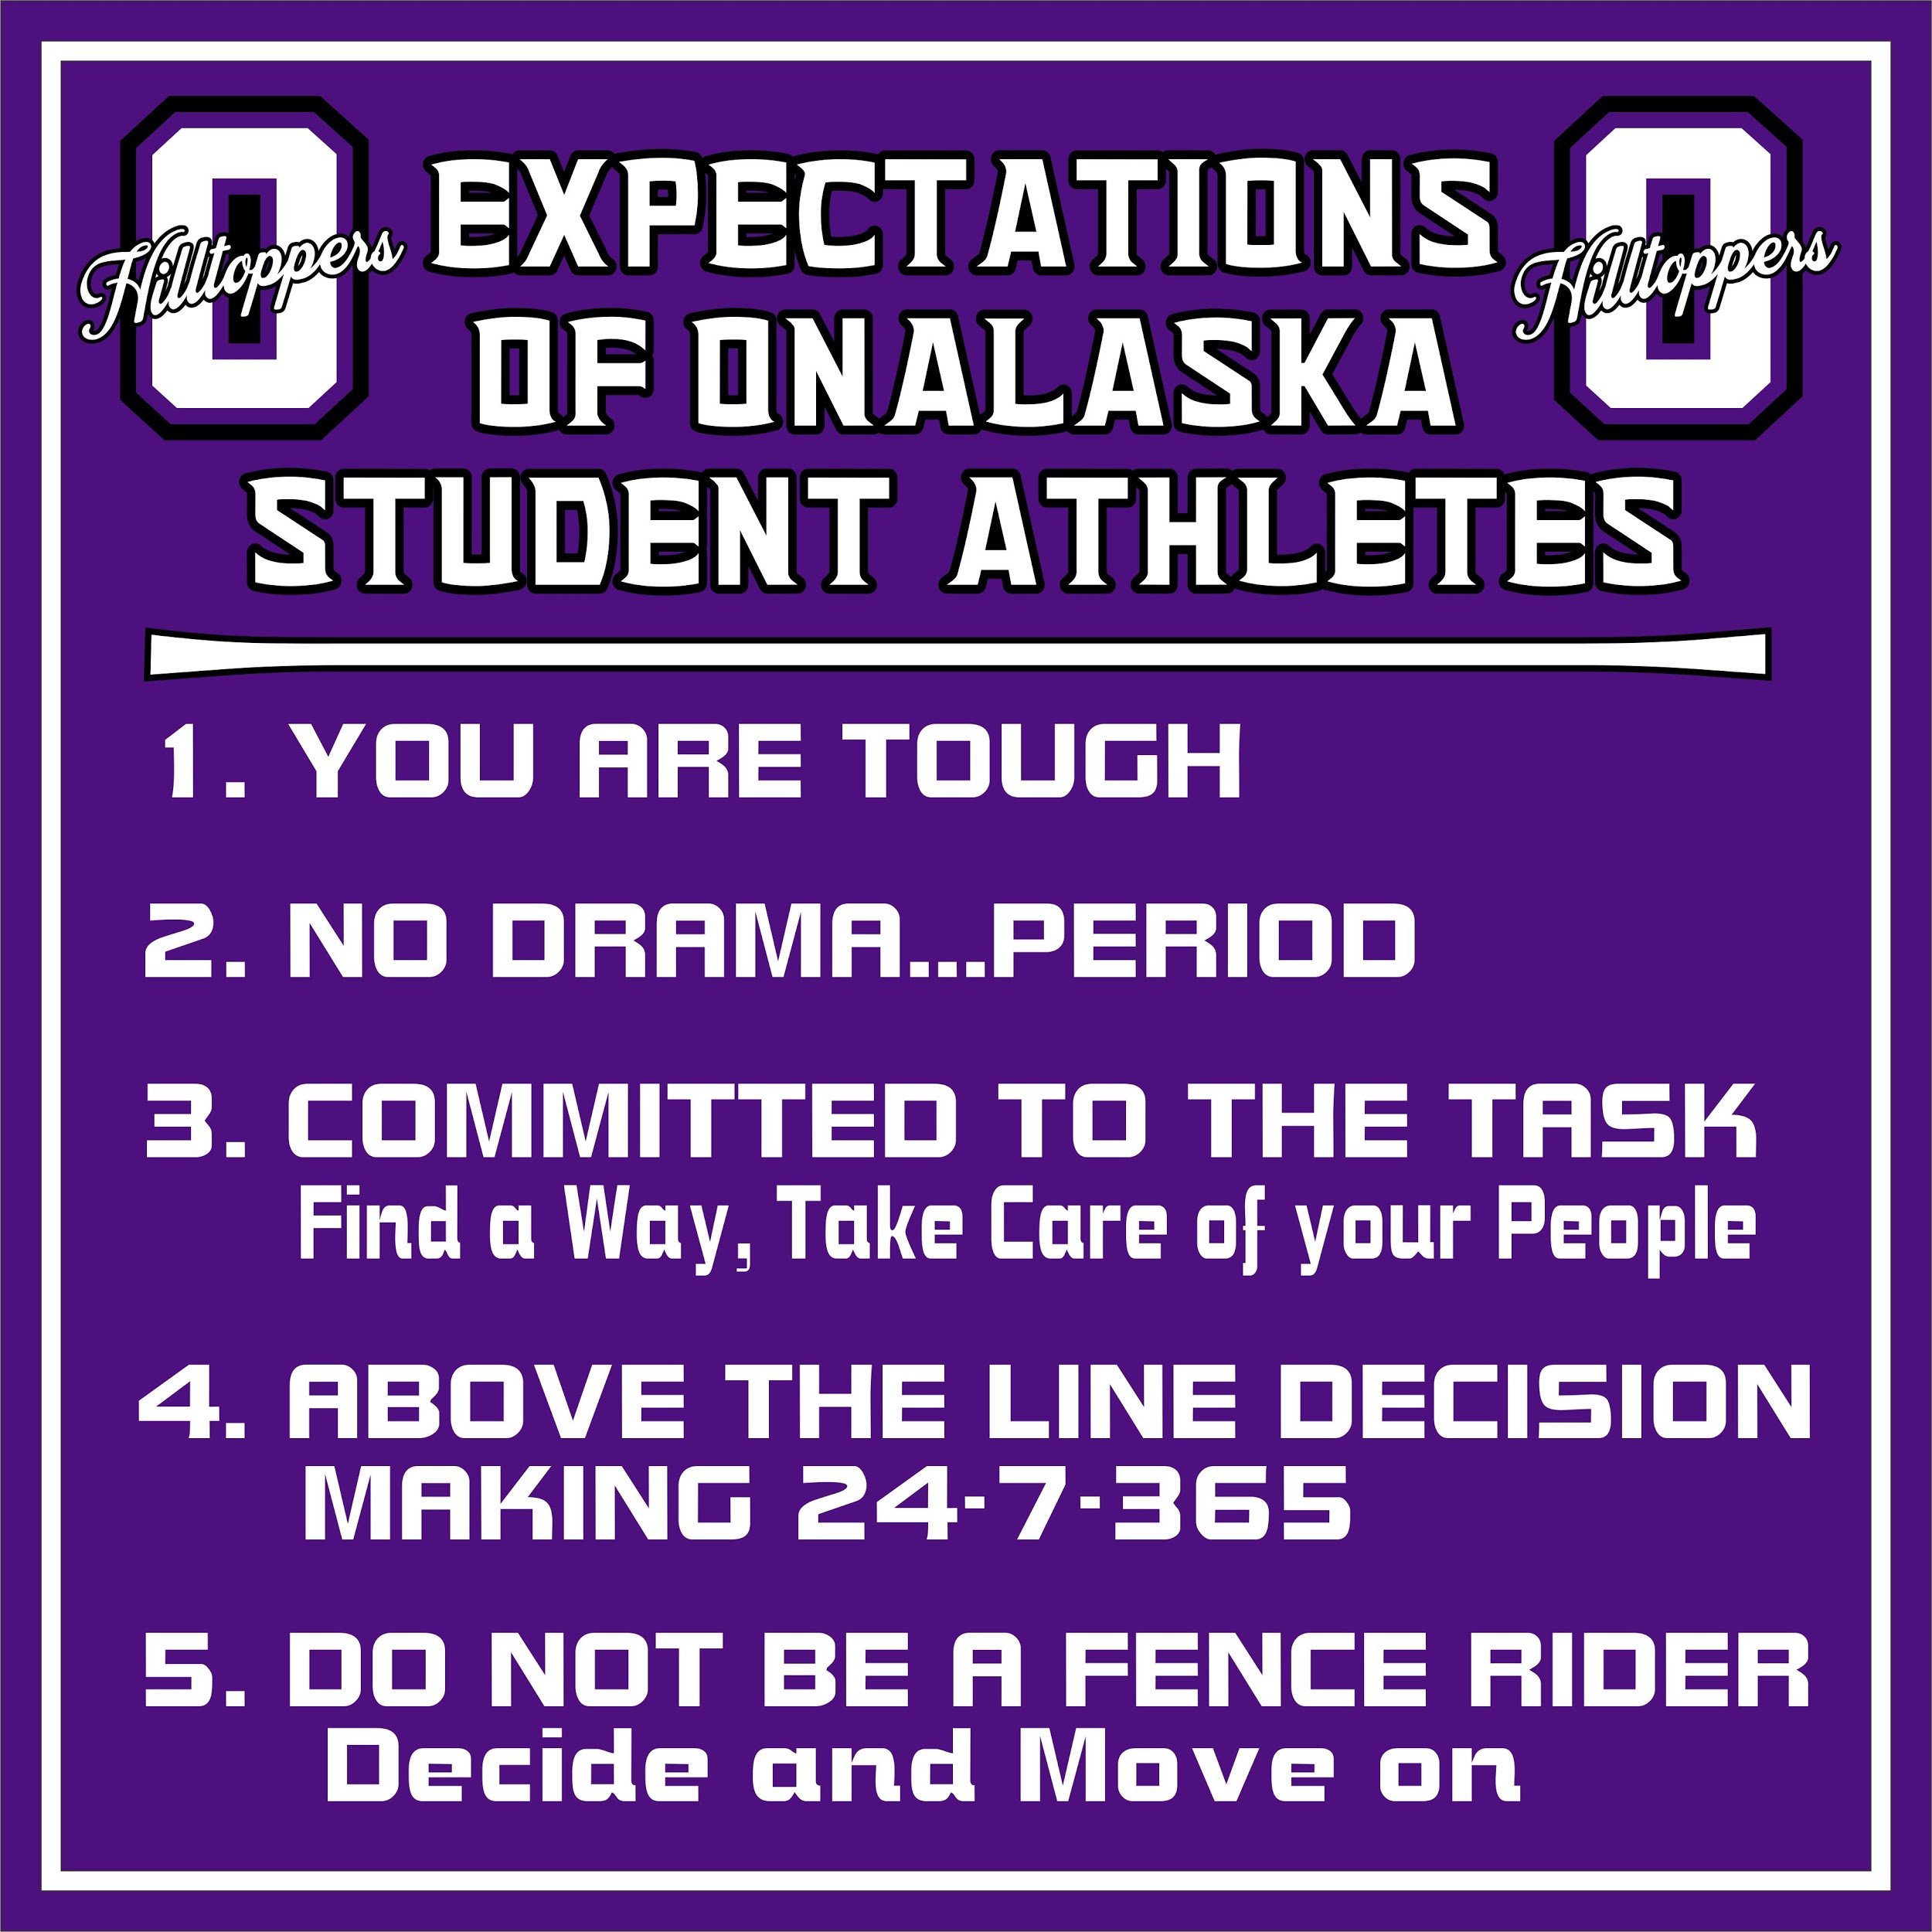 Hilltoppers
EXPECTATIONS
Hilltoppers
OF ONALASKA
STUDENT ATHLETES
1. YOU ARE TOUGH
2. NO DRAMA...PERIOD
3. COMMITTED TO THE TASK
Find a Way, Take Care of your People
4. ABOVE THE LINE DECISION
MAKING 24-7-365
5. DO NOT BE A FENCE RIDER
Decide and Move on